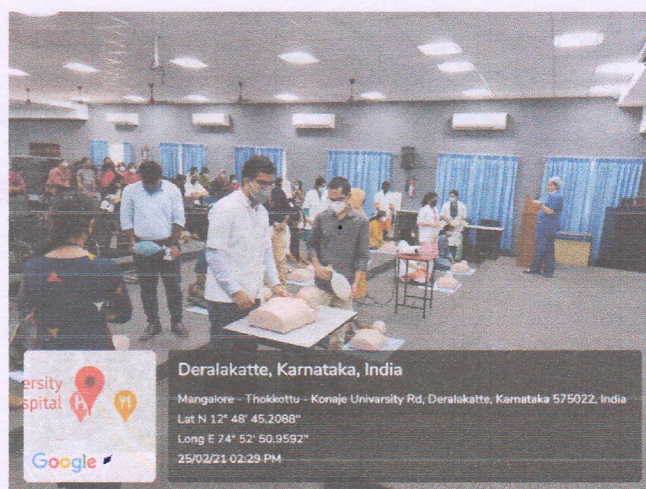 ersity
spital
H
Google
Deralakatte, Karnataka, India
Mangalore - Thokkottu - Konaje Univarsity Rd, Deralakatte, Karnataka 575022, India
Lat N 12° 48' 45.2088"
Long E 74° 52' 50.9592"
25/02/21 02:29 PM